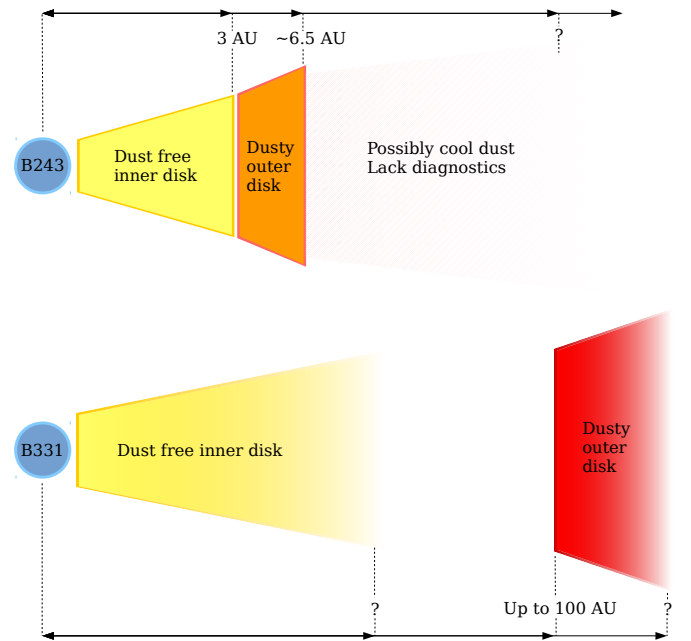 3 AU
~6.5 AU
?
B243
Dust free
inner disk
Dusty
outer
disk
Possibly cool dust
Lack diagnostics
B331
Dust free inner disk
Dusty
outer
disk
?
Up to 100 AU
?